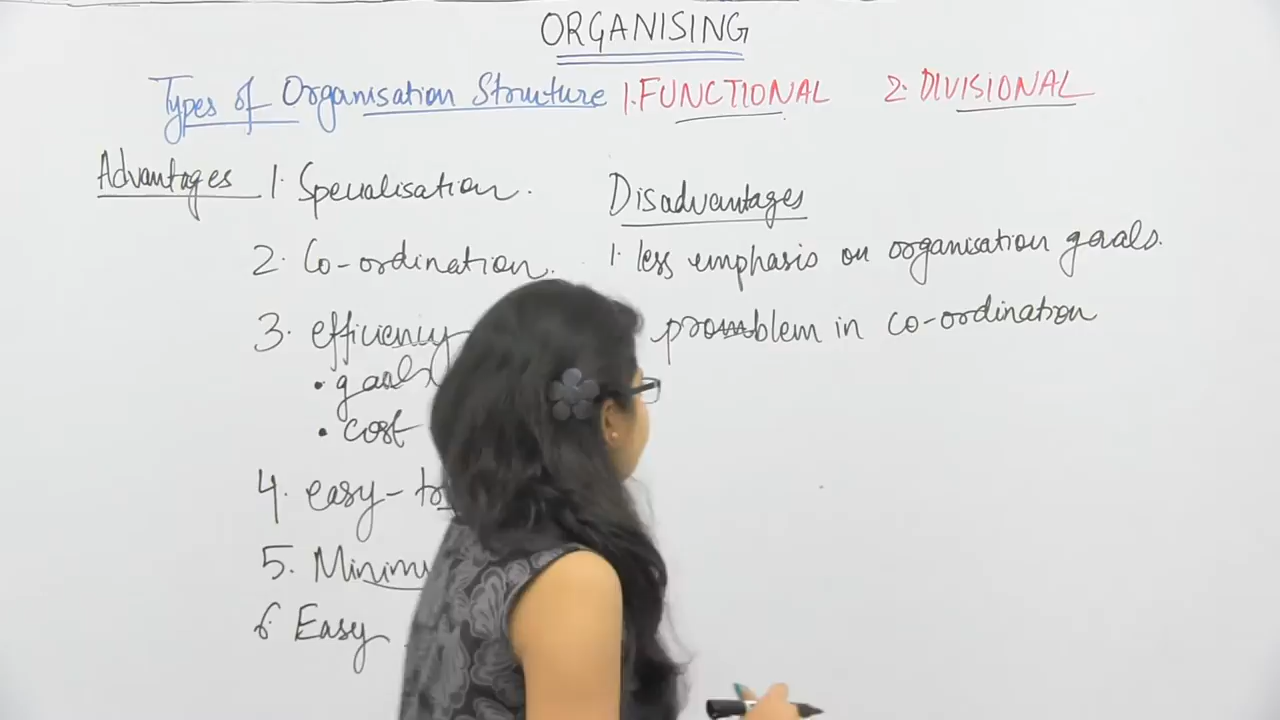 ORGANISING
Types of Organisation Structure 1. FUNCTIONAL 2. DIVISIONAL
Advantages 1. Specialisation.
2. Co-ordination.
3. efficiency
• goals
• cost
4. easy-
5.
6. Easy
Disadvantages
1. less emphasis on organisation goals.
problem in co-ordination